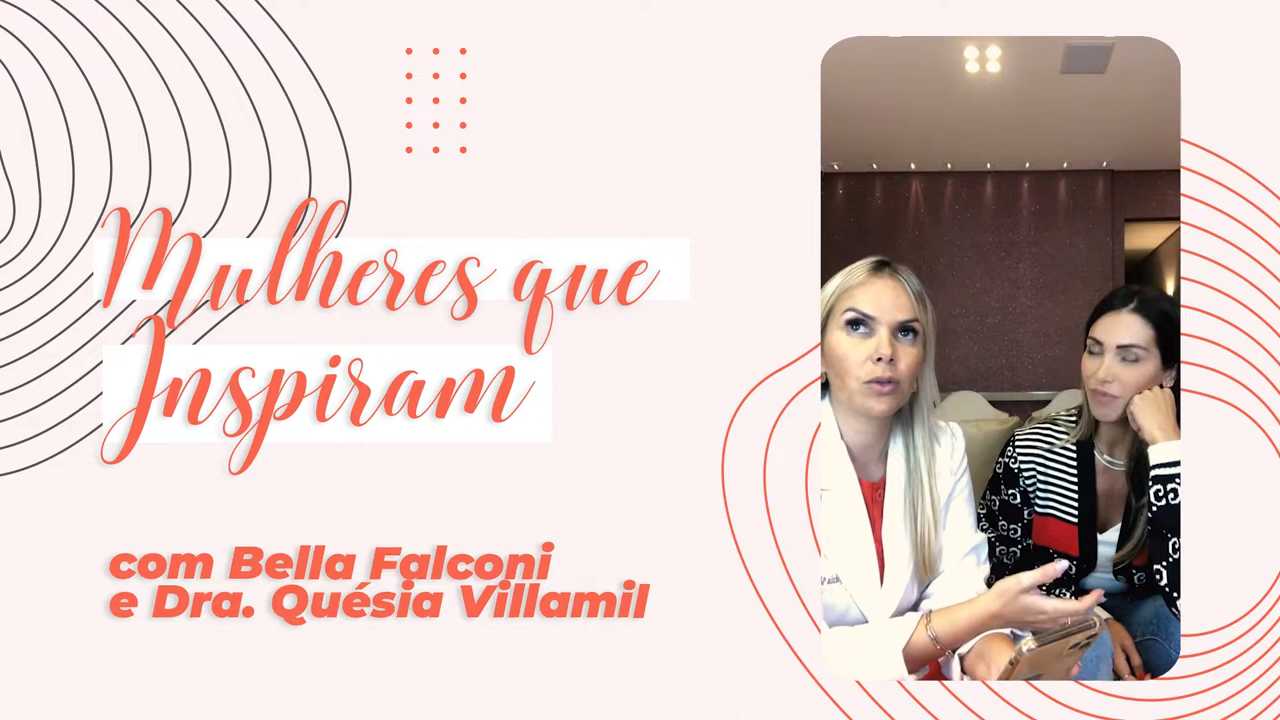 Mulheres que
Inspiram
com Bella Falconi
e Dra. Quésia Villamil